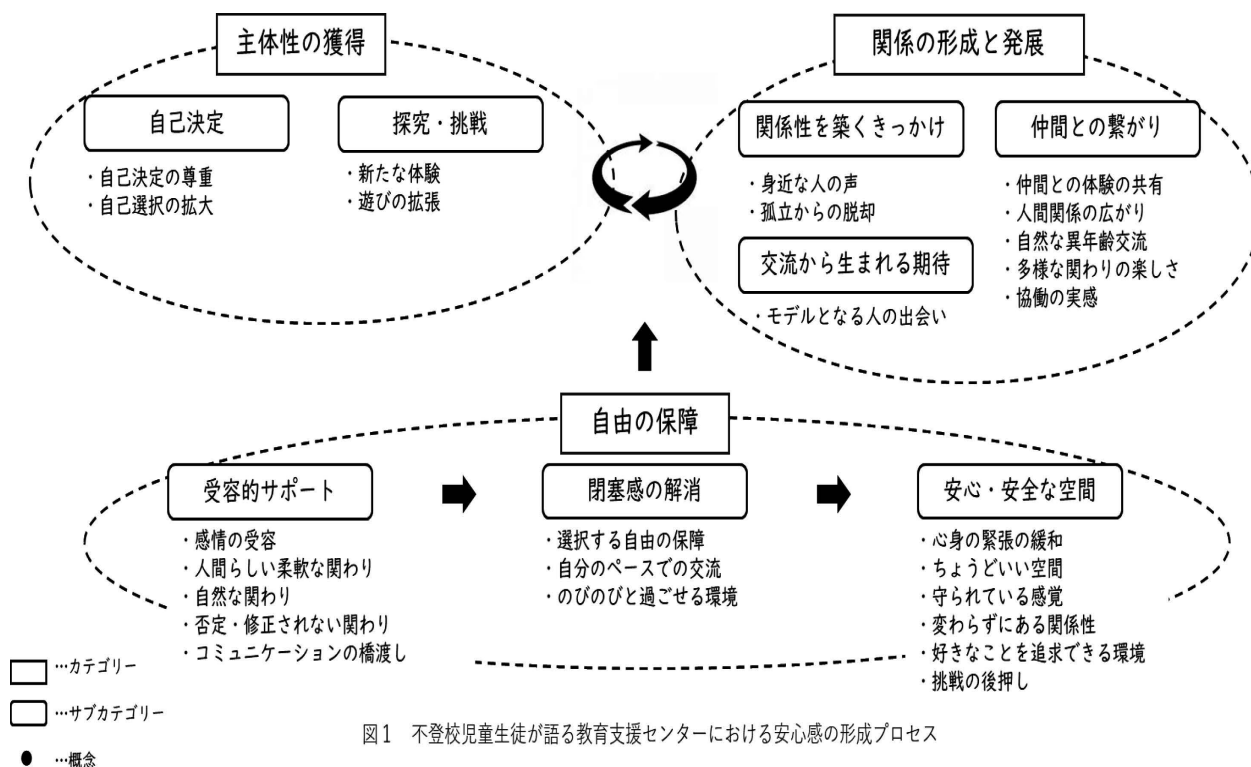 主体性の獲得
自己決定
・自己決定の尊重
・自己選択の拡大
探究・挑戦
・新たな体験
・遊びの拡張
関係の形成と発展
関係性を築くきっかけ
・身近な人の声
・孤立からの脱却
交流から生まれる期待
・モデルとなる人の出会い
仲間との繋がり
・仲間との体験の共有
・人間関係の広がり
・自然な異年齢交流
・多様な関わりの楽しさ
・協働の実感
自由の保障
受容的サポート
・感情の受容
・人間らしい柔軟な関わり
・自然な関わり
・否定・修正されない関わり
・コミュニケーションの橋渡し
閉塞感の解消
・選択する自由の保障
・自分のペースでの交流
・のびのびと過ごせる環境
安心・安全な空間
・心身の緊張の緩和
・ちょうどいい空間
・守られている感覚
・変わらずにある関係性
・好きなことを追求できる環境
・挑戦の後押し
…カテゴリー
…サブカテゴリー
● …概念
図1 不登校児童生徒が語る教育支援センターにおける安心感の形成プロセス